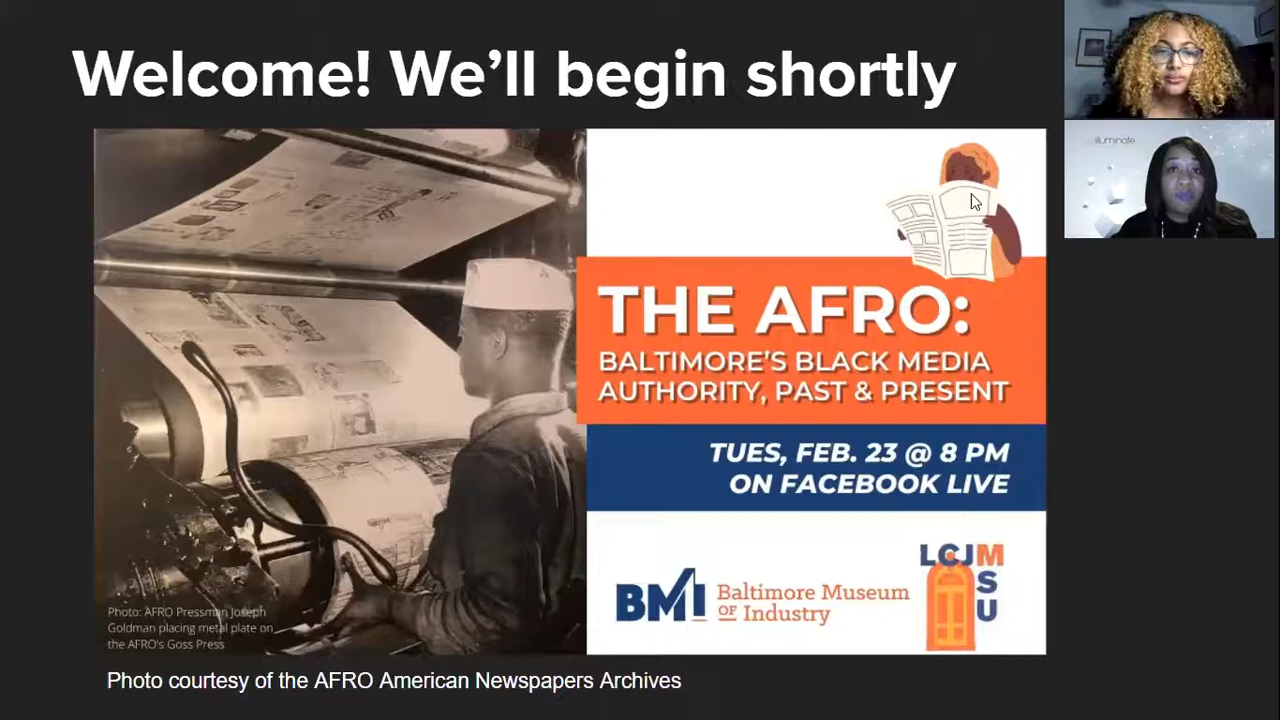 Welcome! We'll begin shortly
illuminate
THE AFRO:
BALTIMORE'S BLACK MEDIA
AUTHORITY, PAST & PRESENT
TUES, FEB. 23 @ 8 PM
ON FACEBOOK LIVE
BMI Baltimore Museum
OF Industry
LCJM
S
U
Photo: AFRO Pressman Joseph
Goldman placing metal plate on
the AFRO's Goss Press
Photo courtesy of the AFRO American Newspapers Archives